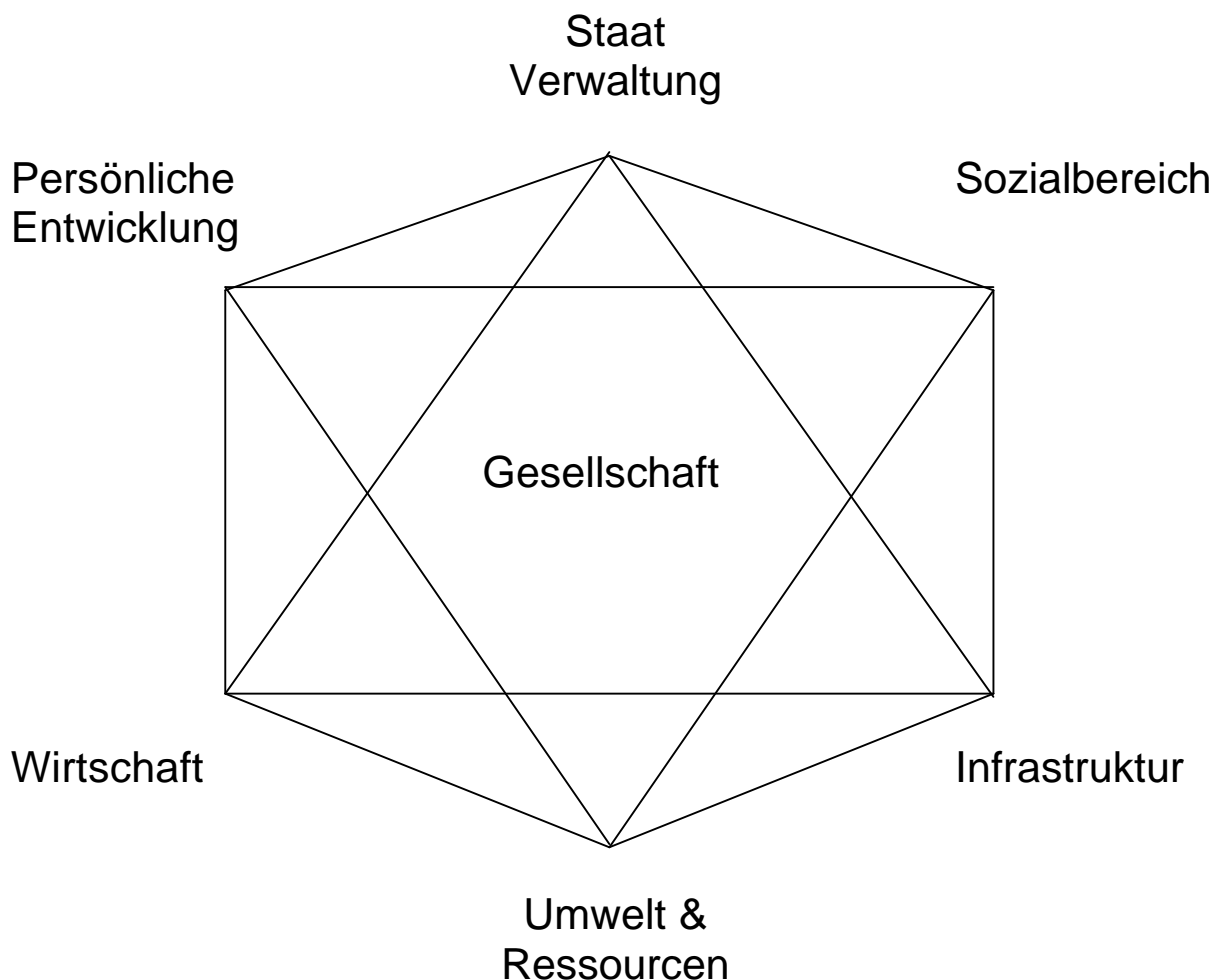 Staat
Verwaltung
Persönliche
Entwicklung
Sozialbereich
Gesellschaft
Wirtschaft
Infrastruktur
Umwelt &
Ressourcen